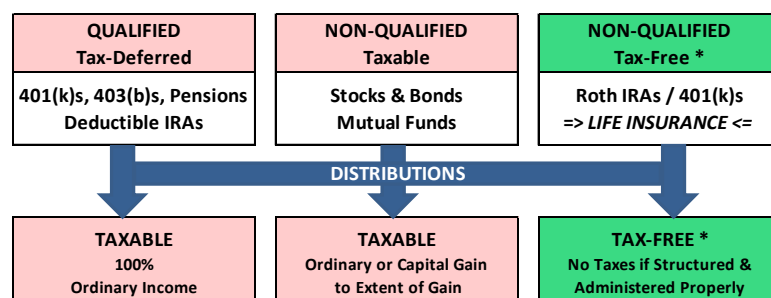 QUALIFIED
Tax-Deferred
401(k)s, 403(b)s, Pensions
Deductible IRAs
NON-QUALIFIED
Taxable
Stocks & Bonds
Mutual Funds
NON-QUALIFIED
Tax-Free *
Roth IRAs / 401(k)s
=> LIFE INSURANCE <=
DISTRIBUTIONS
TAXABLE
100%
Ordinary Income
TAXABLE
Ordinary or Capital Gain
to Extent of Gain
TAX-FREE *
No Taxes if Structured &
Administered Properly